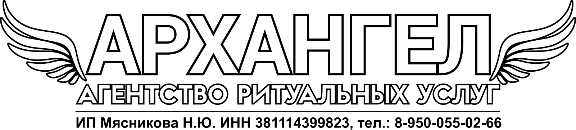 АРХАНГЕЛ
АГЕНТСТВО РИТУАЛЬНЫХ УСЛУГ
ИП Мясникова Н.Ю. ИНН 381114399823, тел.: 8-950-055-02-66